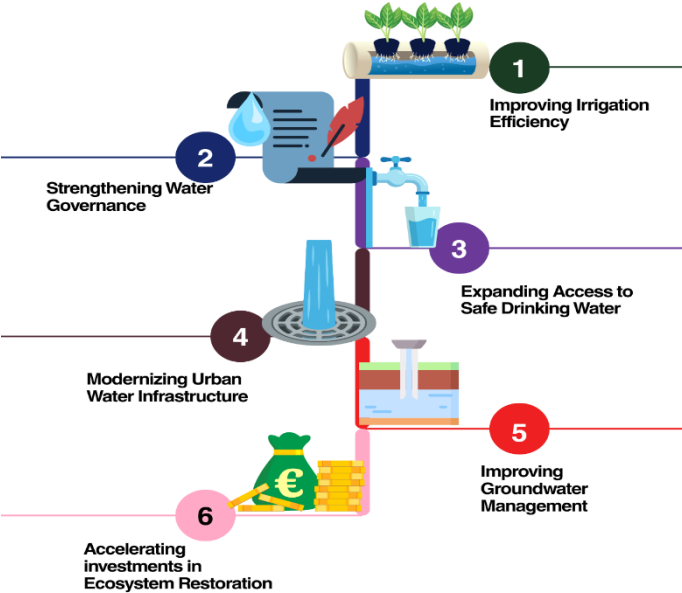 1
Improving Irrigation
Efficiency
2
Strengthening Water
Governance
3
Expanding Access to
Safe Drinking Water
4
Modernizing Urban
Water Infrastructure
5
Improving
Groundwater
Management
€
6
Accelerating
investments in
Ecosystem Restoration